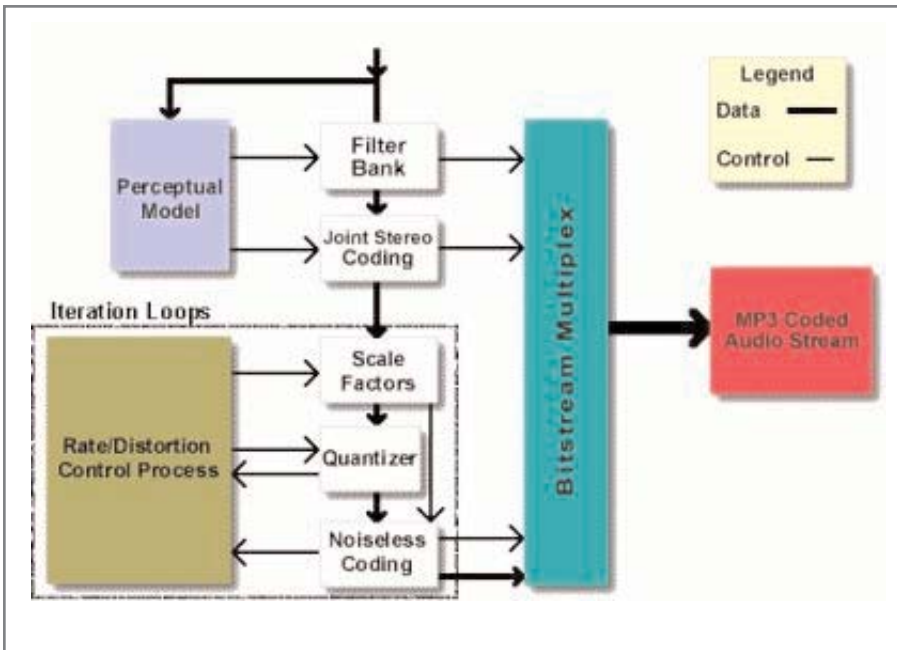 Legend
Data
Control
Filter
Bank
Perceptual
Model
Joint Stereo
Coding
Bitstream Multiplex
MP3 Coded
Audio Stream
Iteration Loops
Scale
Factors
Rate/Distortion
Control Process
Quantizer
Noiseless
Coding